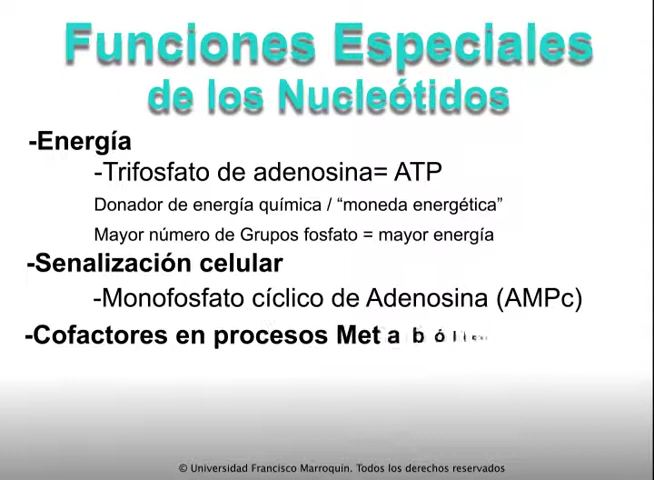 Funciones Especiales
de los Nucleótidos
-Energía
-Trifosfato de adenosina= ATP
Donador de energía química / “moneda energética”
Mayor número de Grupos fosfato = mayor energía
-Senalización celular
-Monofosfato cíclico de Adenosina (AMPc)
-Cofactores en procesos
© Universidad Francisco Marroquín. Todos los derechos reservados